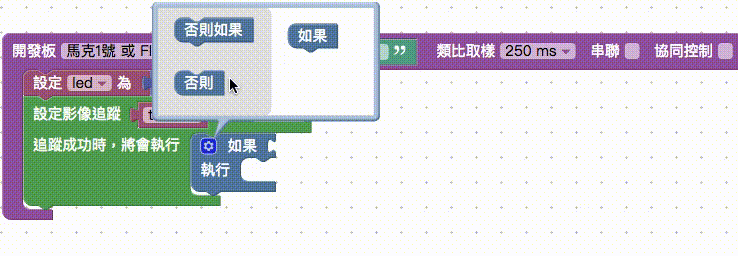 否則如果
如果
開發板 馬克1號 或 Fl ” 類比取樣 250 ms 串聯 協同控制
否則
設定 led 為
設定影像追蹤 t
追蹤成功時，將會執行 如果
執行